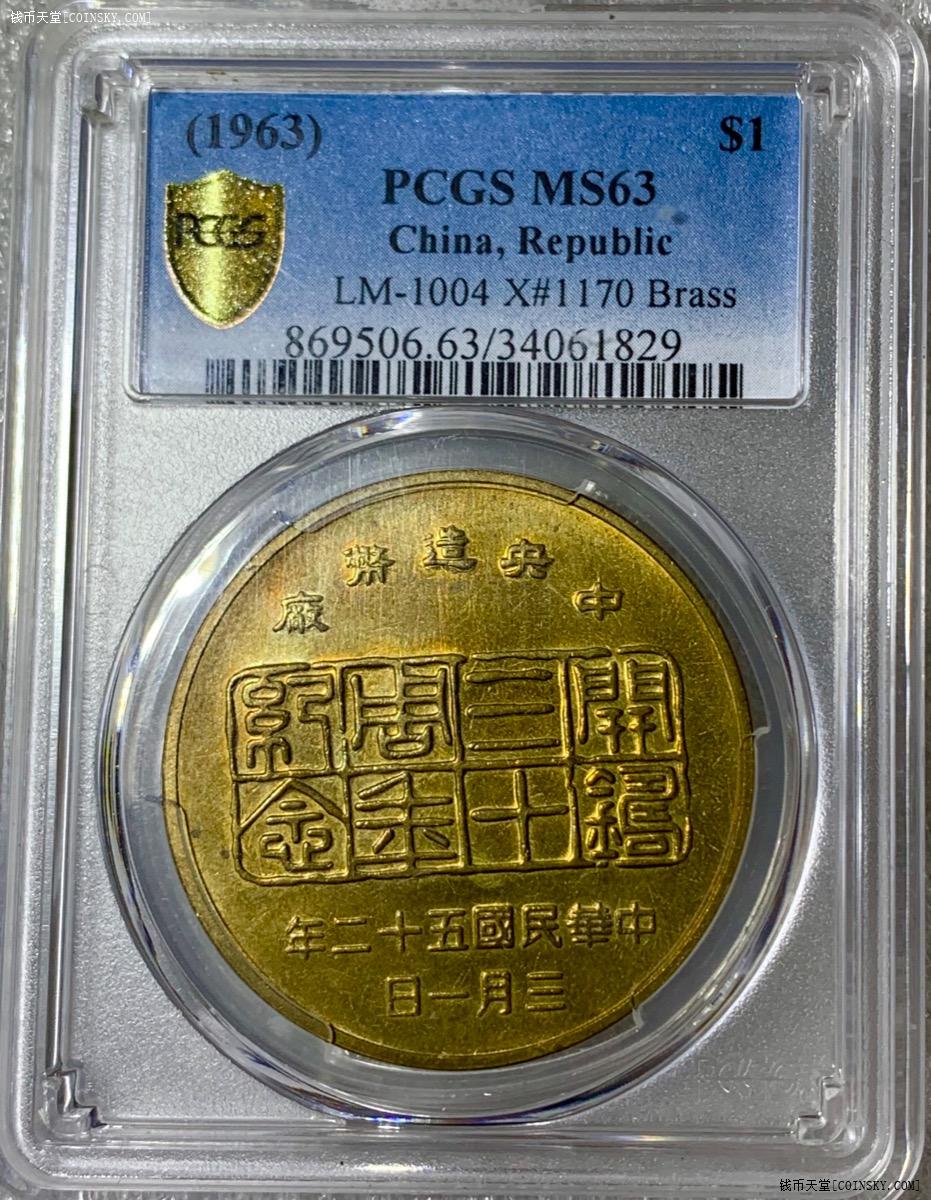 钱币天堂[COINSKY.COM]
(1963) $1
PCGS MS63
PCGS
China, Republic
LM-1004 X#1170 Brass
869506.63/34061829
中央造幣廠
開鑄三十周年紀念
中華民國五十二年
三月一日
钱币天堂[COINSKY.COM]